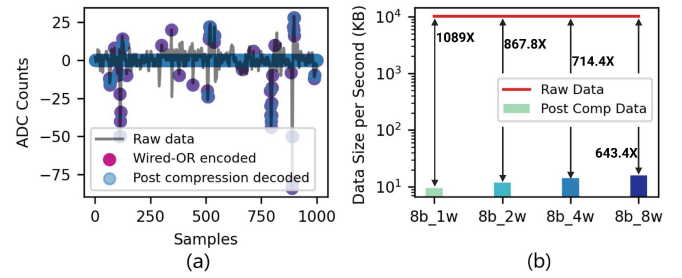 25
0
−25
−50
−75
ADC Counts
Raw data
Wired-OR encoded
Post compression decoded
0
250
500
750
1000
Samples
(a)
Data Size per Second (KB)
10⁴
10³
10²
10¹
1089X
867.8X
714.4X
643.4X
Raw Data
Post Comp Data
8b_1w
8b_2w
8b_4w
8b_8w
(b)